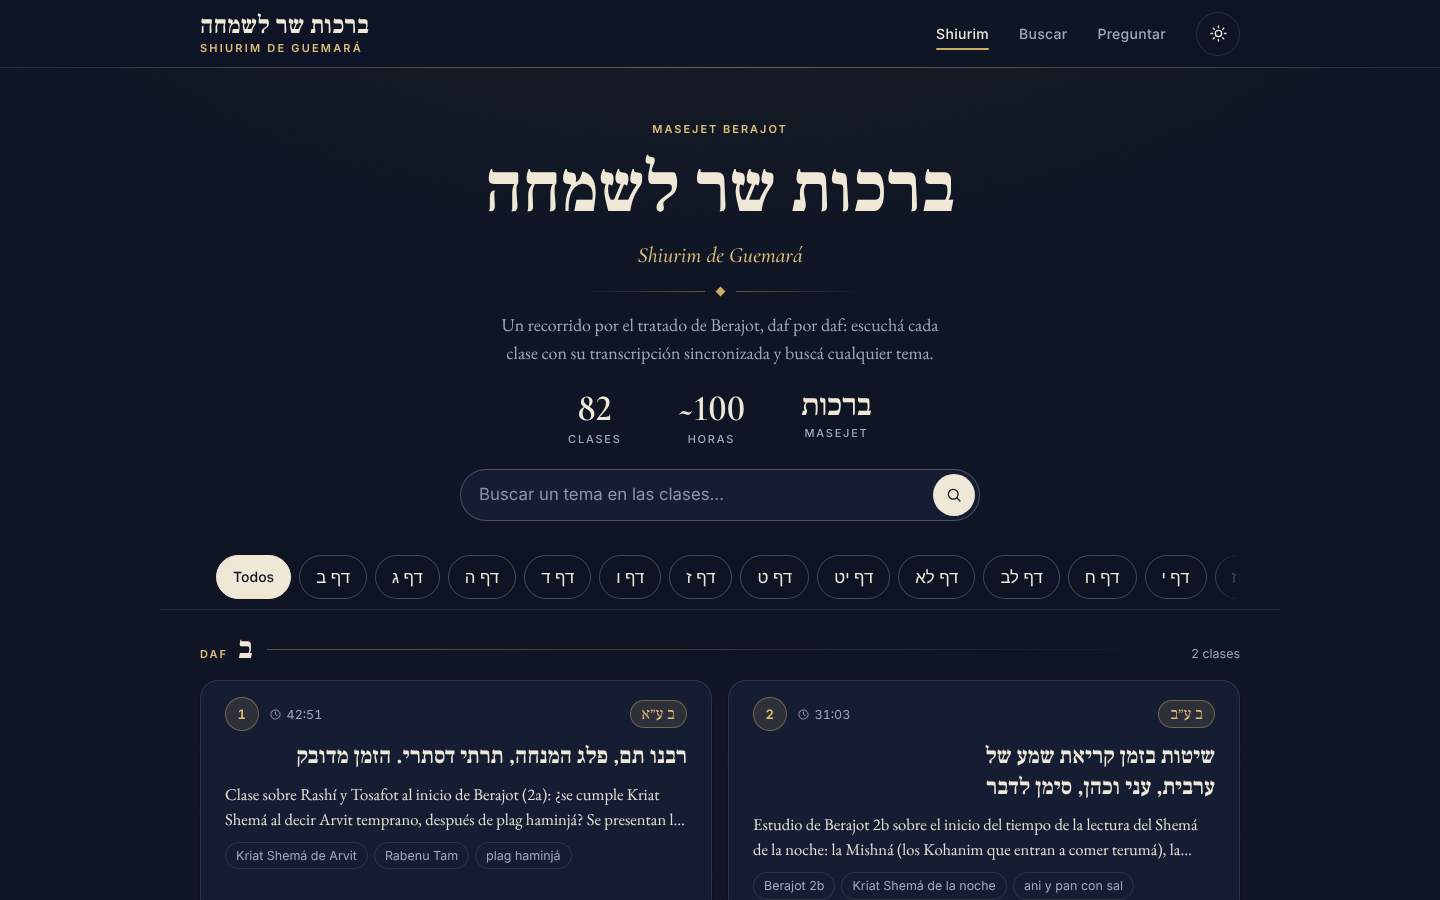 ברכות שר לשמחה
SHIURIM DE GUEMARÁ
Shiurim
Buscar
Preguntar
MASEJET BERAJOT
ברכות שר לשמחה
Shiurim de Guemará
Un recorrido por el tratado de Berajot, daf por daf: escuchá cada
clase con su transcripción sincronizada y buscá cualquier tema.
82
CLASES
~100
HORAS
ברכות
MASEJET
Buscar un tema en las clases...
Todos
דף ב
דף ג
דף ה
דף ד
דף ו
דף ז
דף ט
דף יט
דף לא
דף לב
דף ח
דף י
DAF ב
2 clases
1
42:51
ב ע״א
רבנו תם, פלג המנחה, תרתי דסתרי. הזמן מדובק
Clase sobre Rashí y Tosafot al inicio de Berajot (2a): ¿se cumple Kriat
Shemá al decir Arvit temprano, después de plag haminjá? Se presentan l...
Kriat Shemá de Arvit
Rabenu Tam
plag haminjá
2
31:03
ב ע״ב
שיטות בזמן קריאת שמע של
ערבית, עני וכהן, סימן לדבר
Estudio de Berajot 2b sobre el inicio del tiempo de la lectura del Shemá
de la noche: la Mishná (los Kohanim que entran a comer terumá), la...
Berajot 2b
Kriat Shemá de la noche
ani y pan con sal